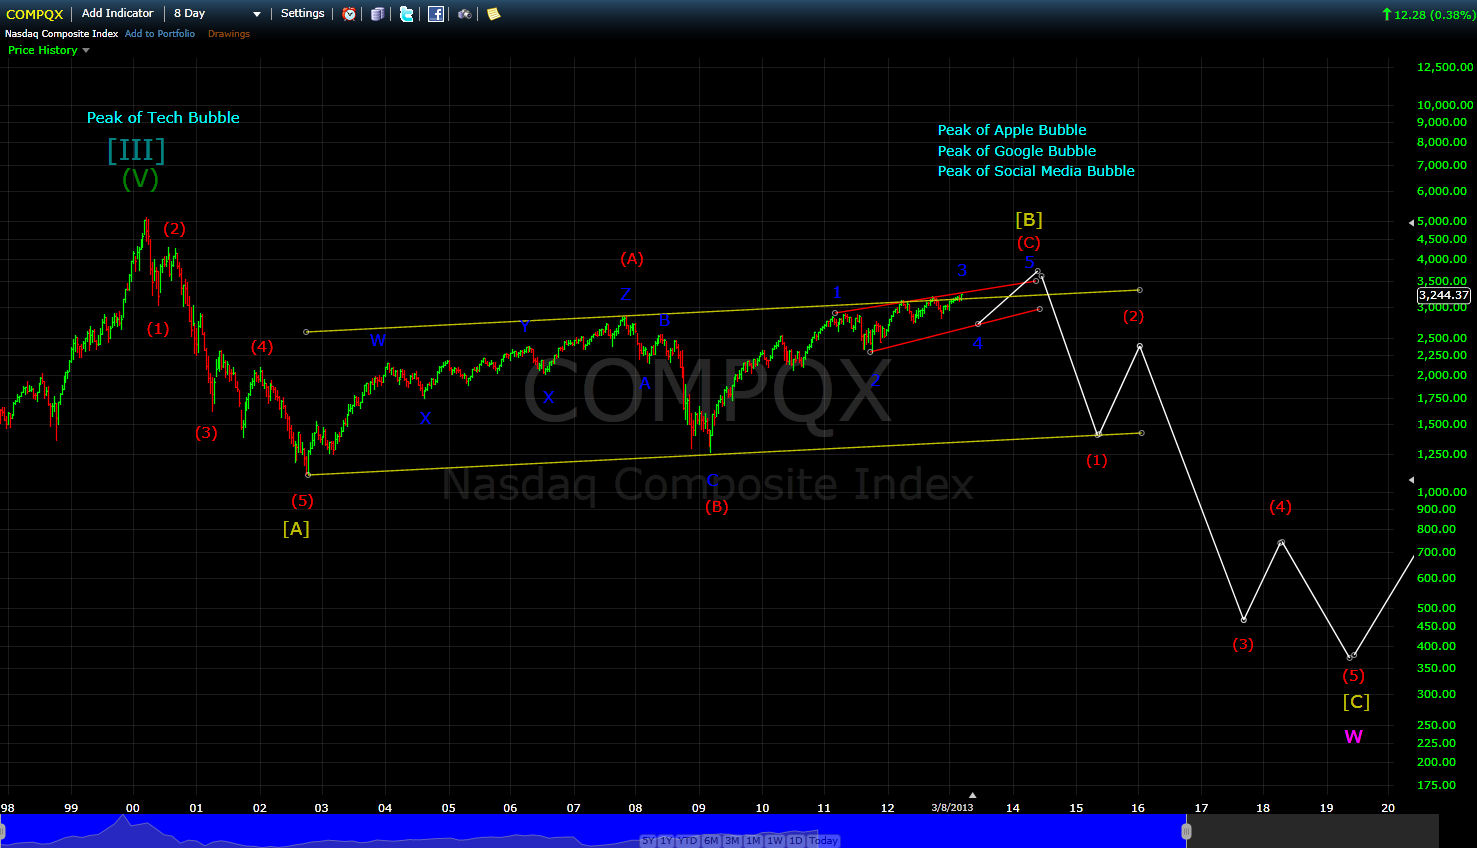 COMPQX Add Indicator 8 Day Settings 12.28 (0.38%)
Nasdaq Composite Index Add to Portfolio Drawings
Price History
12,500.00
10,000.00
9,000.00
8,000.00
7,000.00
6,000.00
5,000.00
4,500.00
4,000.00
3,500.00
3,244.37
3,000.00
2,500.00
2,250.00
2,000.00
1,750.00
1,500.00
1,250.00
1,000.00
900.00
800.00
700.00
600.00
500.00
450.00
400.00
350.00
300.00
250.00
225.00
200.00
175.00
Peak of Tech Bubble
[III]
(V)
(2)
(1)
(4)
(3)
(5)
[A]
W
X
Y
X
(A)
Z
B
A
C
(B)
1
2
3
4
Peak of Apple Bubble
Peak of Google Bubble
Peak of Social Media Bubble
[B]
(C)
5
(2)
(1)
(4)
(3)
(5)
[C]
W
COMPQX
Nasdaq Composite Index
98 99 00 01 02 03 04 05 06 07 08 09 10 11 12 3/8/2013 14 15 16 17 18 19 20
5Y 1Y YTD 6M 3M 1M 1W 1D Today